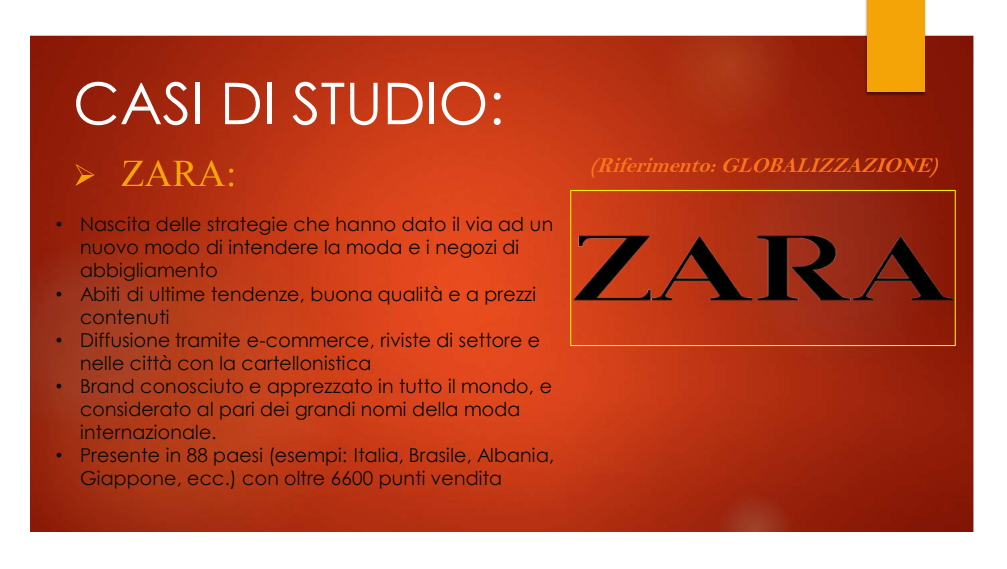 CASI DI STUDIO:
➢ ZARA:
(Riferimento: GLOBALIZZAZIONE)
• Nascita delle strategie che hanno dato il via ad un
nuovo modo di intendere la moda e i negozi di
abbigliamento
• Abiti di ultime tendenze, buona qualità e a prezzi
contenuti
• Diffusione tramite e-commerce, riviste di settore e
nelle città con la cartellonistica
• Brand conosciuto e apprezzato in tutto il mondo, e
considerato al pari dei grandi nomi della moda
internazionale.
• Presente in 88 paesi (esempi: Italia, Brasile, Albania,
Giappone, ecc.) con oltre 6600 punti vendita
ZARA